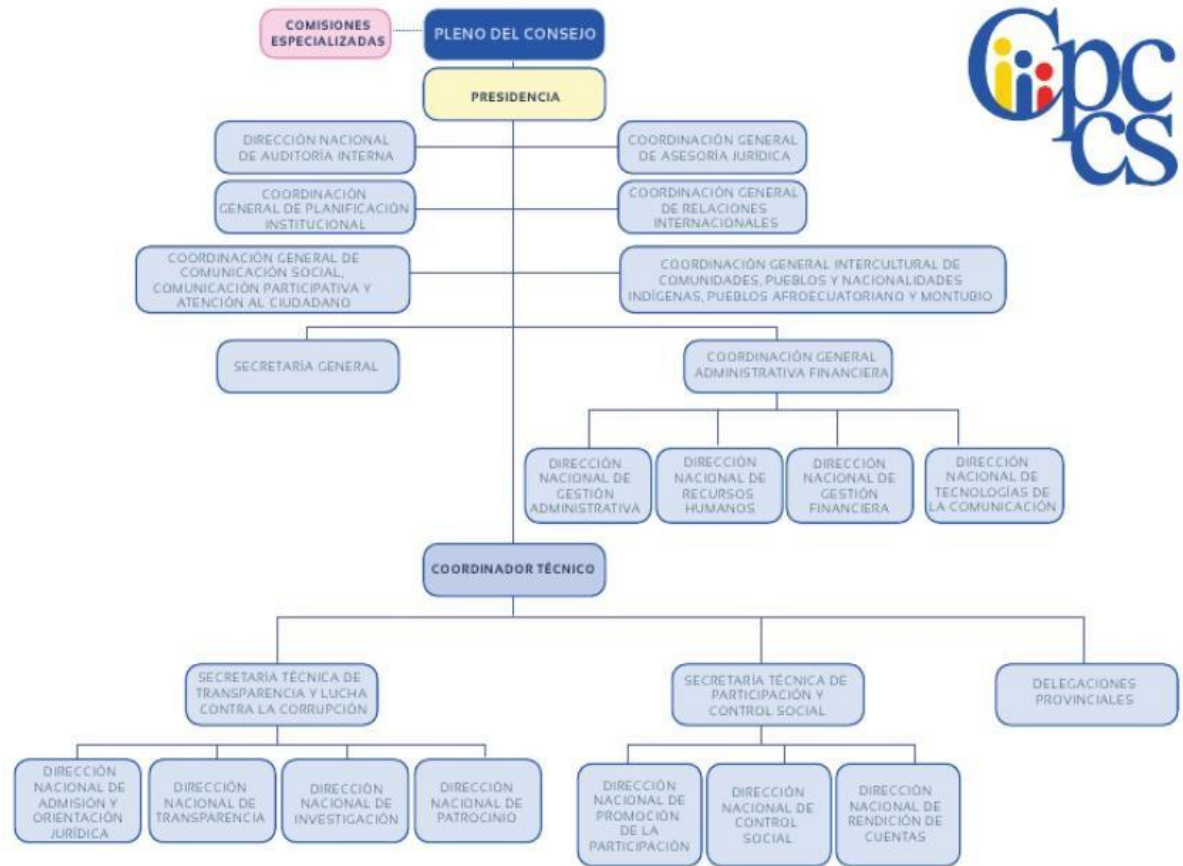 COMISIONES
ESPECIALIZADAS
PLENO DEL CONSEJO
Cpc
CS
PRESIDENCIA
DIRECCIÓN NACIONAL
DE AUDITORÍA INTERNA
COORDINACIÓN GENERAL
DE ASESORÍA JURÍDICA
COORDINACIÓN
GENERAL DE PLANIFICACIÓN
INSTITUCIONAL
COORDINACIÓN GENERAL
DE RELACIONES
INTERNACIONALES
COORDINACIÓN GENERAL DE
COMUNICACIÓN SOCIAL,
COMUNICACIÓN PARTICIPATIVA Y
ATENCIÓN AL CIUDADANO
COORDINACIÓN GENERAL INTERCULTURAL DE
COMUNIDADES, PUEBLOS Y NACIONALIDADES
INDÍGENAS, PUEBLOS AFROECUATORIANO Y MONTUBIO
SECRETARÍA GENERAL
COORDINACIÓN GENERAL
ADMINISTRATIVA FINANCIERA
DIRECCIÓN
NACIONAL DE
GESTIÓN
ADMINISTRATIVA
DIRECCIÓN
NACIONAL DE
RECURSOS
HUMANOS
DIRECCIÓN
NACIONAL DE
GESTIÓN
FINANCIERA
DIRECCIÓN
NACIONAL DE
TECNOLOGÍAS DE
LA COMUNICACIÓN
COORDINADOR TÉCNICO
SECRETARÍA TÉCNICA DE
TRANSPARENCIA Y LUCHA
CONTRA LA CORRUPCIÓN
SECRETARÍA TÉCNICA DE
PARTICIPACIÓN Y
CONTROL SOCIAL
DELEGACIONES
PROVINCIALES
DIRECCIÓN
NACIONAL DE
ADMISIÓN Y
ORIENTACIÓN
JURÍDICA
DIRECCIÓN
NACIONAL DE
TRANSPARENCIA
DIRECCIÓN
NACIONAL DE
INVESTIGACIÓN
DIRECCIÓN
NACIONAL DE
PATROCINIO
DIRECCIÓN
NACIONAL DE
PROMOCIÓN
DE LA
PARTICIPACIÓN
DIRECCIÓN
NACIONAL DE
CONTROL
SOCIAL
DIRECCIÓN
NACIONAL DE
RENDICIÓN DE
CUENTAS